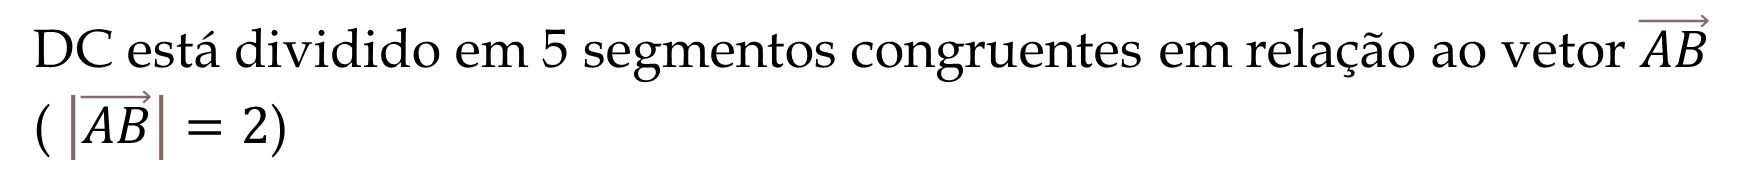 DC está dividido em 5 segmentos congruentes em relação ao vetor $\overrightarrow{AB}$
( $|\overrightarrow{AB}| = 2$)